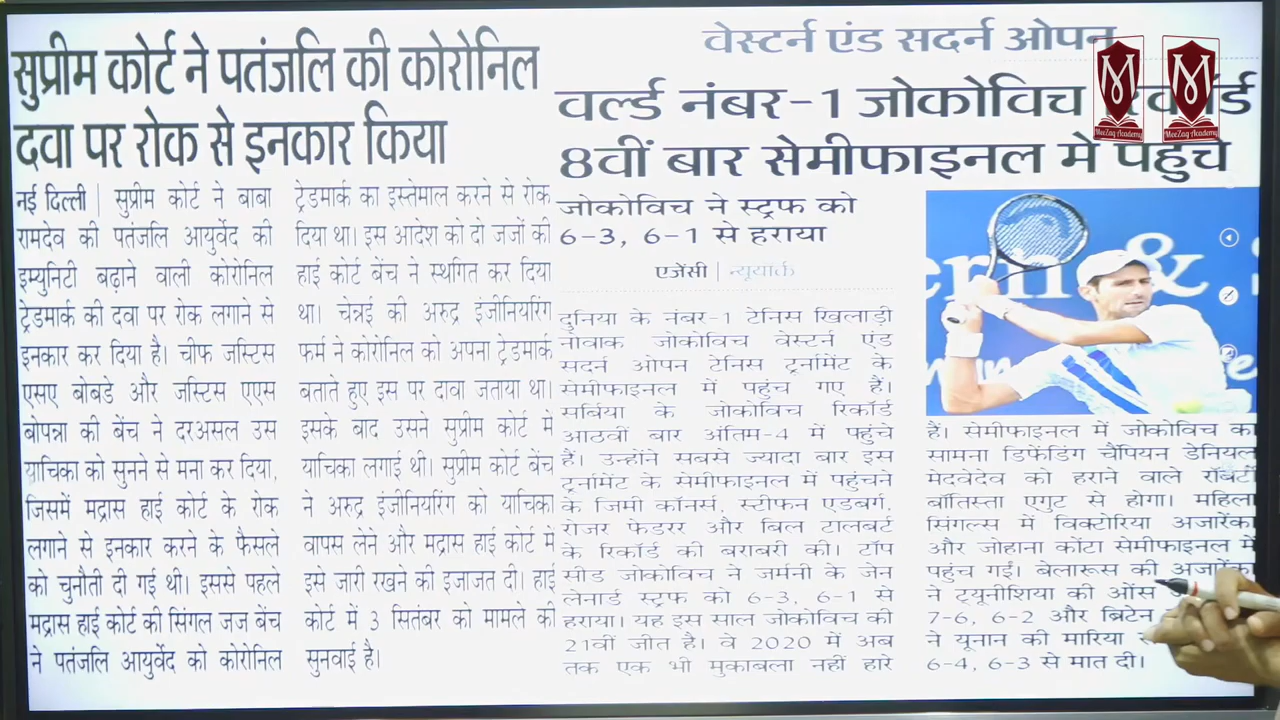 सुप्रीम कोर्ट ने पतंजलि की कोरोनिल
दवा पर रोक से इनकार किया
नई दिल्ली | सुप्रीम कोर्ट ने बाबा
रामदेव की पतंजलि आयुर्वेद की
इम्युनिटी बढ़ाने वाली कोरोनिल
ट्रेडमार्क की दवा पर रोक लगाने से
इनकार कर दिया है। चीफ जस्टिस
एसए बोबडे और जस्टिस एएस
बोपन्ना की बेंच ने दरअसल उस
याचिका को सुनने से मना कर दिया,
जिसमें मद्रास हाई कोर्ट के रोक
लगाने से इनकार करने के फैसले
को चुनौती दी गई थी। इससे पहले
मद्रास हाई कोर्ट की सिंगल जज बेंच
ने पतंजलि आयुर्वेद को कोरोनिल
ट्रेडमार्क का इस्तेमाल करने से रोक
दिया था। इस आदेश को दो जजों की
हाई कोर्ट बेंच ने स्थगित कर दिया
था। चेन्नई की अरुद्र इंजीनियरिंग
फर्म ने कोरोनिल को अपना ट्रेडमार्क
बताते हुए इस पर दावा जताया था।
इसके बाद उसने सुप्रीम कोर्ट में
याचिका लगाई थी। सुप्रीम कोर्ट बेंच
ने अरुद्र इंजीनियरिंग को याचिका
वापस लेने और मद्रास हाई कोर्ट में
इसे जारी रखने की इजाजत दी। हाई
कोर्ट में 3 सितंबर को मामले की
सुनवाई है।
वेस्टर्न एंड सदर्न ओपन
वर्ल्ड नंबर-1 जोकोविच
8वीं बार सेमीफाइनल में पहुंचे
जोकोविच ने स्ट्रफ को
6-3, 6-1 से हराया
एजेंसी | न्यूयॉर्क
दुनिया के नंबर-1 टेनिस खिलाड़ी
नोवाक जोकोविच वेस्टर्न एंड
सदर्न ओपन टेनिस टूर्नामेंट के
सेमीफाइनल में पहुंच गए हैं।
सर्बिया के जोकोविच रिकॉर्ड
आठवीं बार अंतिम-4 में पहुंचे
हैं। उन्होंने सबसे ज्यादा बार इस
टूर्नामेंट के सेमीफाइनल में पहुंचने
के जिमी कॉनर्स, स्टीफन एडबर्ग,
रोजर फेडरर और बिल टालबर्ट
के रिकॉर्ड की बराबरी की। टॉप
सीड जोकोविच ने जर्मनी के जेन
लेनार्ड स्ट्रफ को 6-3, 6-1 से
हराया। यह इस साल जोकोविच की
21वीं जीत है। वे 2020 में अब
तक एक भी मुकाबला नहीं हारे
हैं। सेमीफाइनल में जोकोविच का
सामना डिफेंडिंग चैंपियन डेनियल
मेदवेदेव को हराने वाले रॉबर्टो
बॉतिस्ता एगुट से होगा। महिला
सिंगल्स में विक्टोरिया अजारेंका
और जोहाना कोंटा सेमीफाइनल में
पहुंच गईं। बेलारूस की अजारेंका
ने ट्यूनीशिया की ओंस
7-6, 6-2 और ब्रिटेन
ने यूनान की मारिया
6-4, 6-3 से मात दी।
MeeZaq Academy
MeeZaq Academy